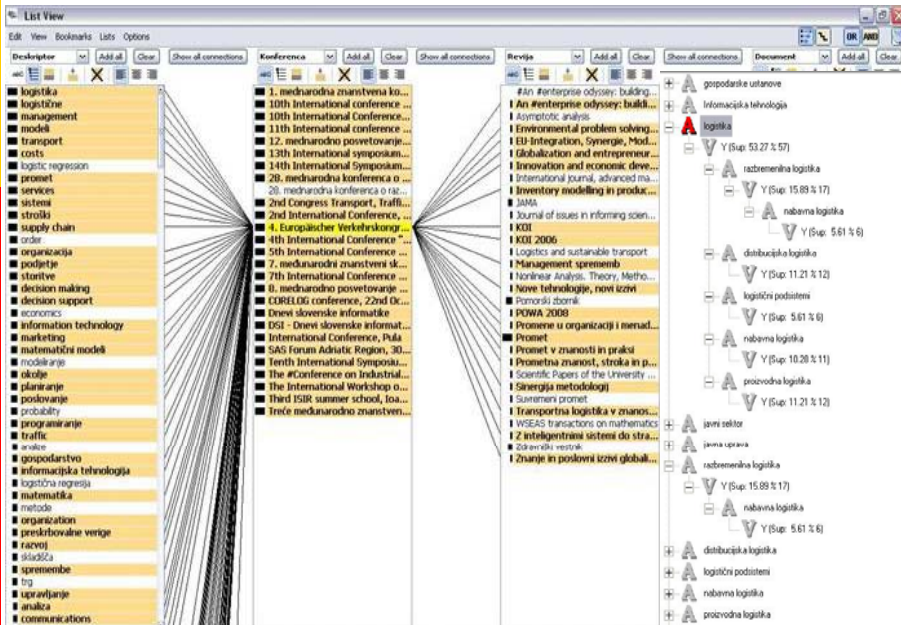 List View
Edit View Bookmarks Lists Options
OR AND
Deskriptor Add all Clear Show all connections Konferenca Add all Clear Show all connections Revija Add all Clear Show all connections Document Add all Clear
logistika
logistične
management
modeli
transport
costs
logistic regression
promet
services
sistemi
stroški
supply chain
order
organizacija
podjetje
storitve
decision making
decision support
economics
information technology
marketing
matematični modeli
modeliranje
okolje
planiranje
poslovanje
probability
programiranje
traffic
analize
gospodarstvo
informacijska tehnologija
logistična regresija
matematika
metode
organization
preskrbovalne verige
razvoj
skladišča
spremembe
trg
upravljanje
analiza
communications
1. mednarodna znanstvena ko...
10th International conference ...
10th International Conference...
11th International conference ...
12. mednarodno posvetovanje ...
13th International symposium...
14th International Symposium...
28. mednarodna konferenca o ...
28. mednarodna konferenca o raz...
2nd Congress Transport, Traffi...
2nd International Conference, ...
4. Europäischer Verkehrskongr...
4th International Conference "...
5th International Conference ...
7. međunarodni znanstveni sk...
7th International Conference ...
8. mednarodno posvetovanje ...
CORELOG conference, 22nd Oc...
Dnevi slovenske informatike
DSI - Dnevi slovenske informat...
International Conference, Pula
SAS Forum Adriatic Region, 30...
Tenth International Symposiu...
The #Conference on Industrial...
The International Workshop o...
Third ISIR summer school, Ioa...
Treće međunarodno znanstven...
#An #enterprise odyssey: building...
An #enterprise odyssey: buildi...
Asymptotic analysis
Environmental problem solving...
EU-Integration, Synergie, Mod...
Globalization and entrepreneur...
Innovation and economic deve...
International journal, advanced ma...
Inventory modelling in produc...
JAMA
Journal of issues in informing scien...
KOI
KOI 2006
Logistics and sustainable transport
Management sprememb
Nonlinear Analysis. Theory, Metho...
Nove tehnologije, novi izzivi
Pomorski zbornik
POWA 2008
Promene u organizaciji i menad...
Promet
Promet v znanosti in praksi
Prometna znanost, stroka in p...
Scientific Papers of the University ...
Sinergija metodologij
Suvremeni promet
Transportna logistika v znanos...
WSEAS transactions on mathematics
Z inteligentnimi sistemi do stra...
Zdravniški vestnik
Znanje in poslovni izzivi globali...
gospodarske ustanove
Informacijska tehnologija
logistika
Y (Sup: 53.27 % 57)
razbremenilna logistika
Y (Sup: 15.89 % 17)
nabavna logistika
Y (Sup: 5.61 % 6)
distribucijska logistika
Y (Sup: 11.21 % 12)
logistični podsistemi
Y (Sup: 5.61 % 6)
nabavna logistika
Y (Sup: 10.28 % 11)
proizvodna logistika
Y (Sup: 11.21 % 12)
javni sektor
javna uprava
razbremenilna logistika
Y (Sup: 15.89 % 17)
nabavna logistika
Y (Sup: 5.61 % 6)
distribucijska logistika
logistični podsistemi
nabavna logistika
proizvodna logistika